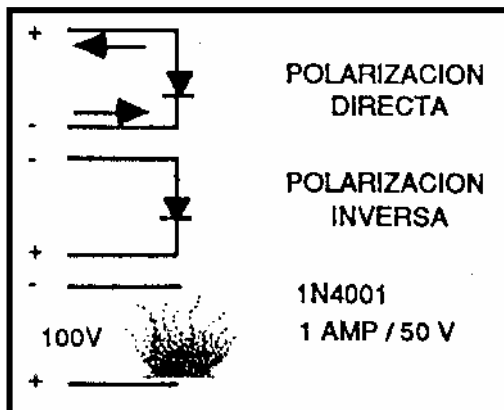 +
POLARIZACION
DIRECTA
-
-
POLARIZACION
INVERSA
+
-
1N4001
100V
1 AMP / 50 V
+